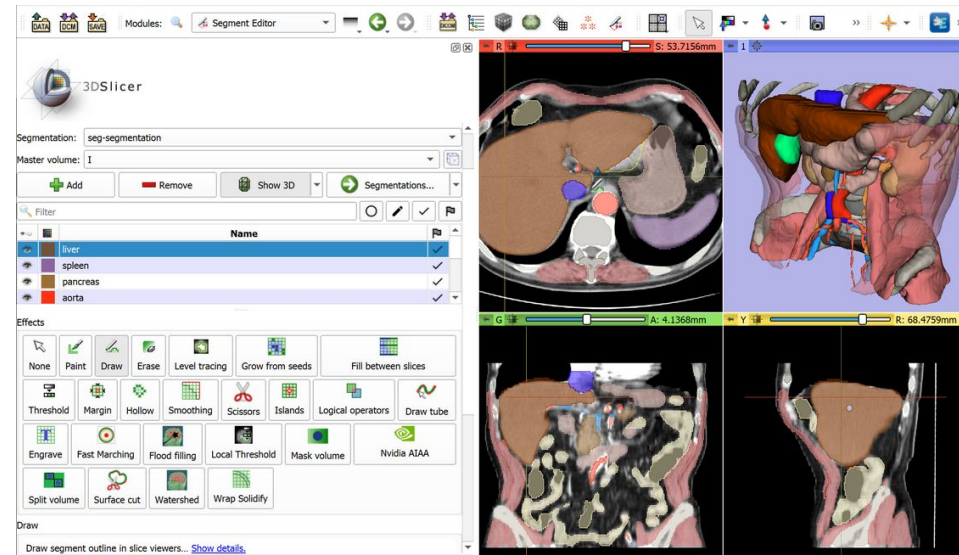 DATA DCM SAVE Modules: Segment Editor DICOM »
R S: 53.7156mm 1
3DSlicer
Segmentation: seg-segmentation
Master volume: I
Add Remove Show 3D Segmentations...
Filter
Name
liver
spleen
pancreas
aorta
G A: 4.1368mm Y R: 68.4759mm
Effects
None Paint Draw Erase Level tracing Grow from seeds Fill between slices
Threshold Margin Hollow Smoothing Scissors Islands Logical operators Draw tube
Engrave Fast Marching Flood filling Local Threshold Mask volume Nvidia AIAA
Split volume Surface cut Watershed Wrap Solidify
Draw
Draw segment outline in slice viewers... Show details.